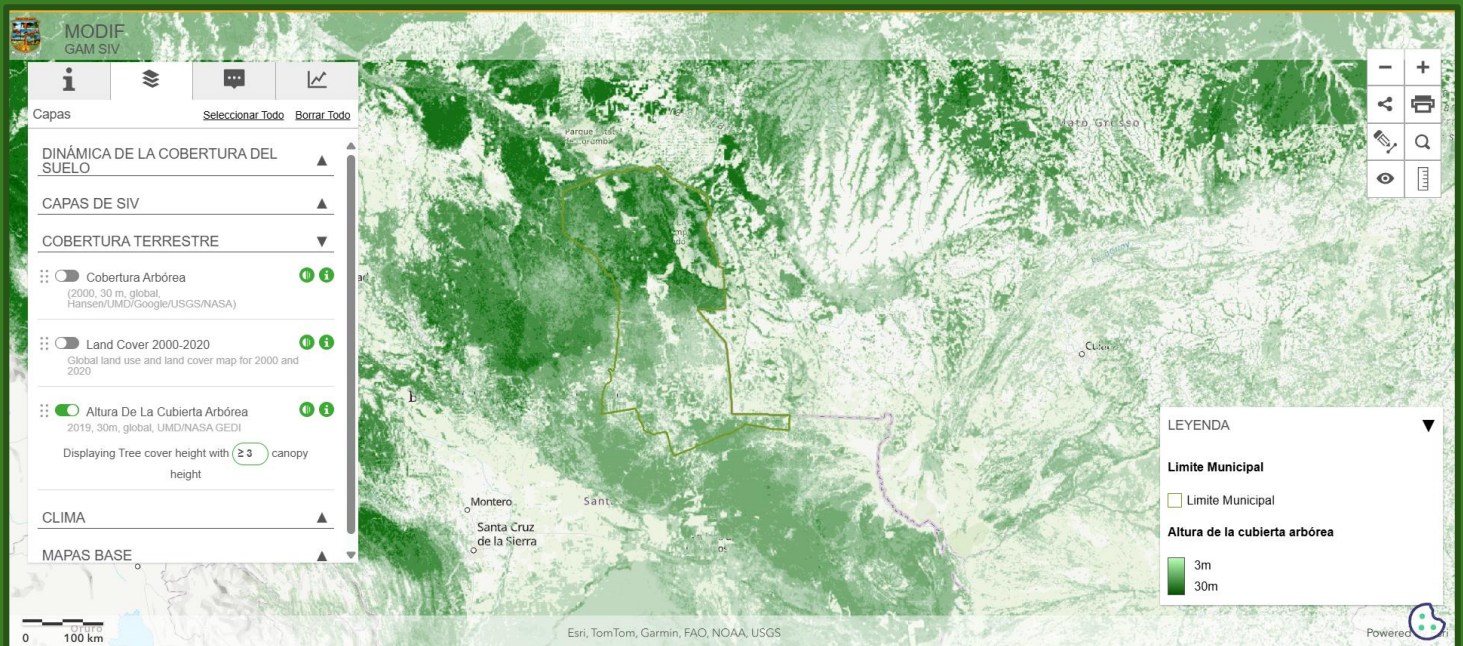 MODIF
GAM SIV
Capas
Seleccionar Todo
Borrar Todo
DINÁMICA DE LA COBERTURA DEL
SUELO
CAPAS DE SIV
COBERTURA TERRESTRE
Cobertura Arbórea
(2000, 30 m, global,
Hansen/UMD/Google/USGS/NASA)
Land Cover 2000-2020
Global land use and land cover map for 2000 and
2020
Altura De La Cubierta Arbórea
2019, 30m, global, UMD/NASA GEDI
Displaying Tree cover height with ≥ 3 canopy
height
CLIMA
MAPAS BASE
Parque
Mato Grosso
Montero
Santa Cruz
de la Sierra
Sant
LEYENDA
Limite Municipal
Limite Municipal
Altura de la cubierta arbórea
3m
30m
Oruro
0 100 km
Esri, TomTom, Garmin, FAO, NOAA, USGS
Powered